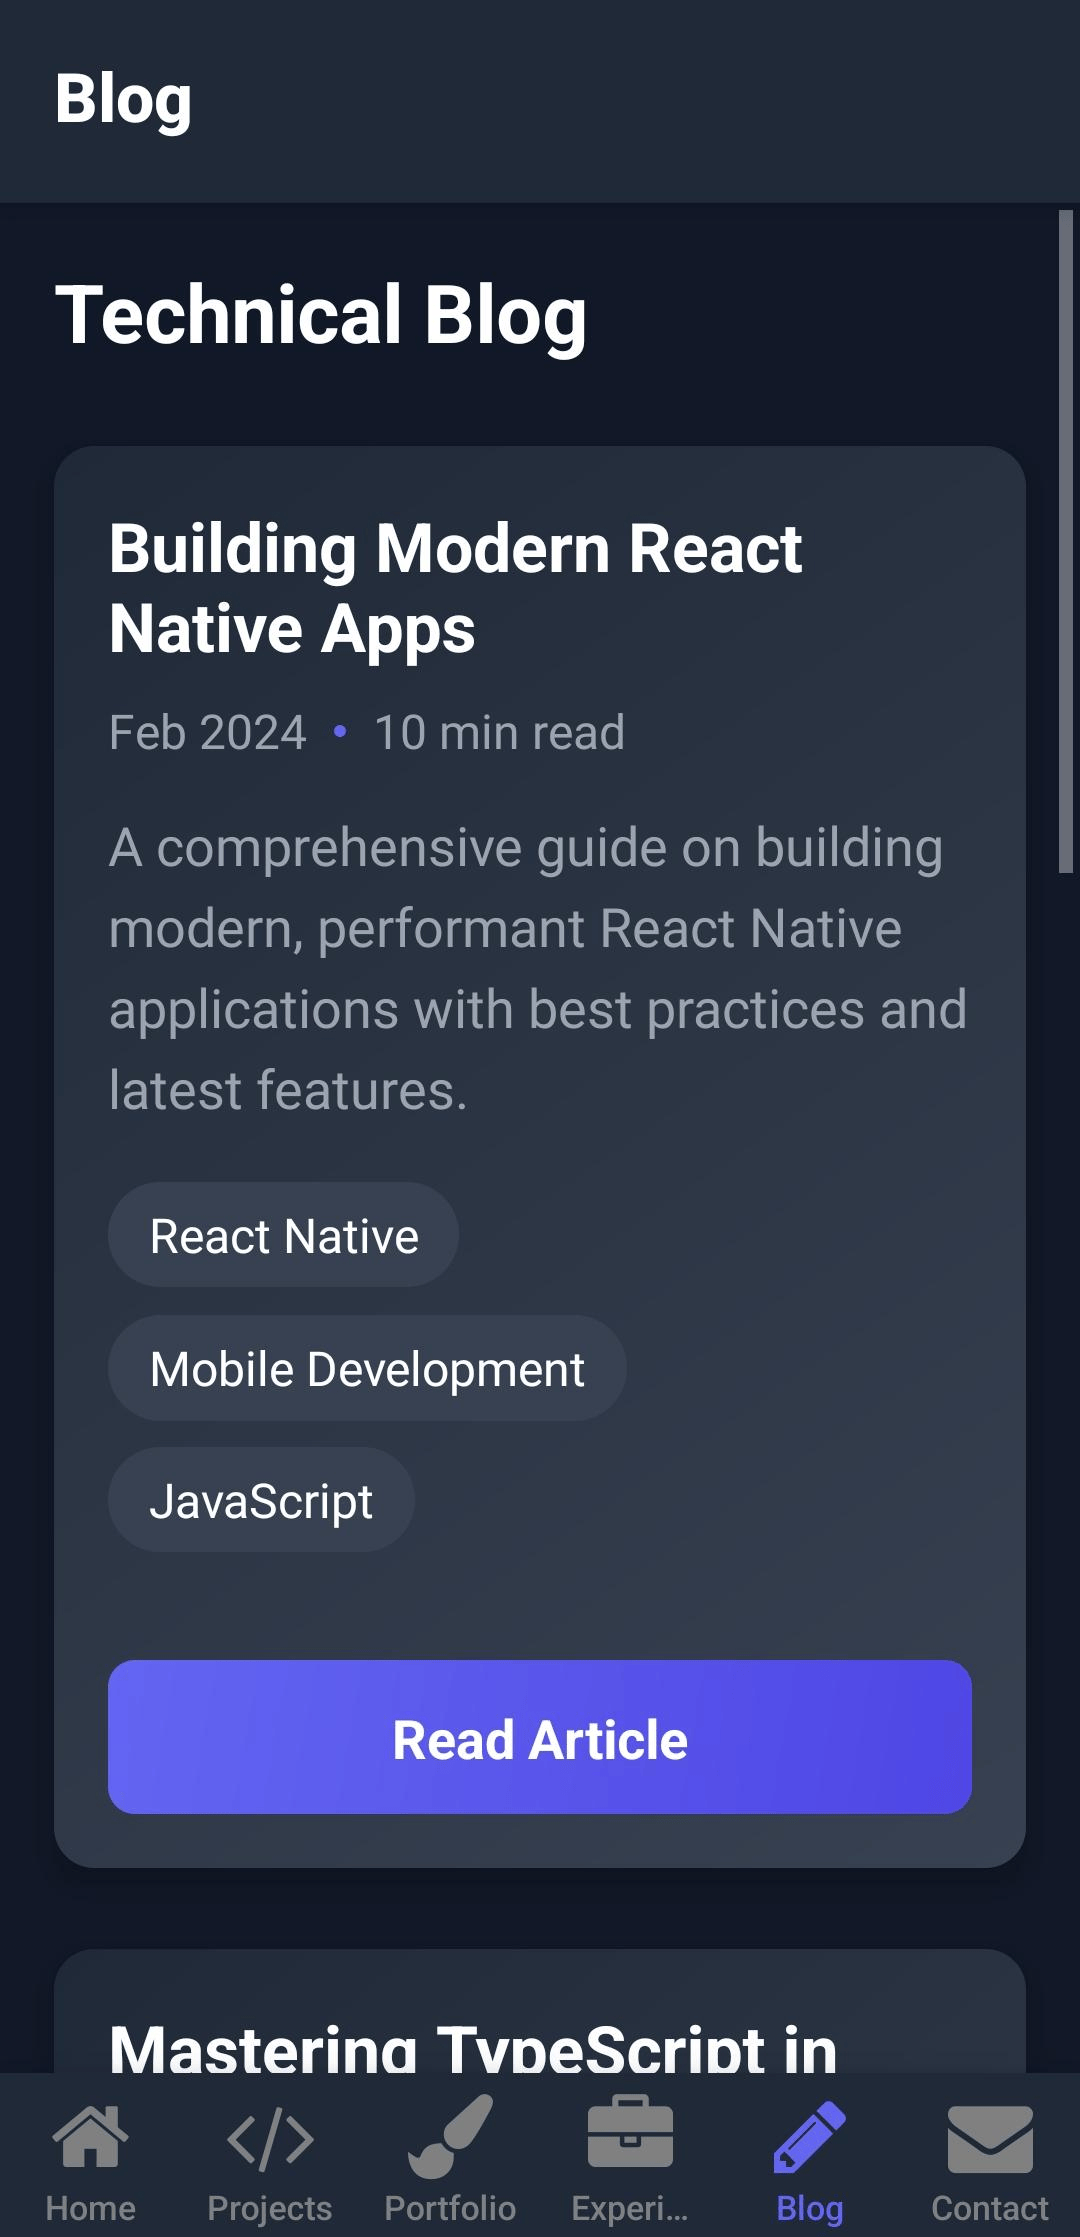 Blog
Technical Blog
Building Modern React
Native Apps
Feb 2024 • 10 min read
A comprehensive guide on building
modern, performant React Native
applications with best practices and
latest features.
React Native
Mobile Development
JavaScript
Read Article
Mastering TypeScript in
Home Projects Portfolio Experi... Blog Contact